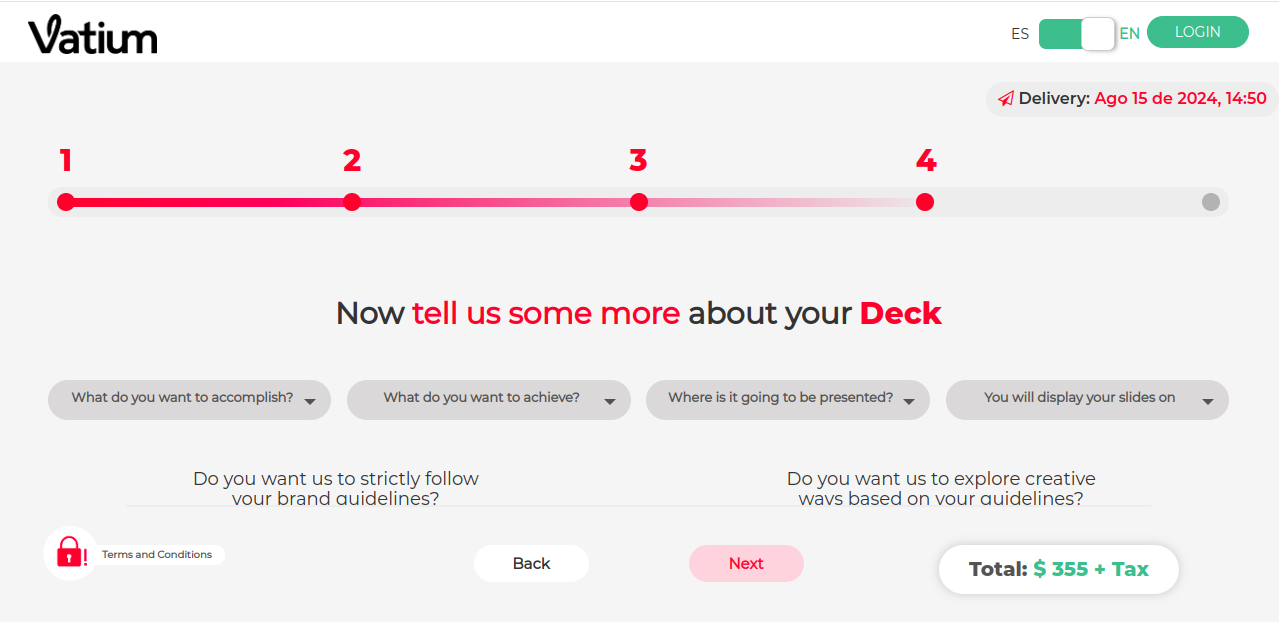 Vatium
ES EN LOGIN
Delivery: Ago 15 de 2024, 14:50
1 2 3 4
Now tell us some more about your Deck
What do you want to accomplish? What do you want to achieve? Where is it going to be presented? You will display your slides on
Do you want us to strictly follow
your brand guidelines?
Do you want us to explore creative
ways based on your guidelines?
Terms and Conditions
Back Next
Total: $ 355 + Tax